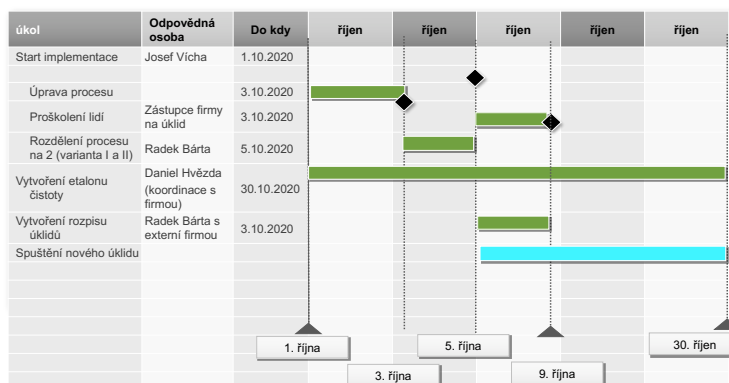 úkol
Odpovědná
osoba
Do kdy
říjen
říjen
říjen
říjen
říjen
Start implementace
Josef Vícha
1.10.2020
Úprava procesu
3.10.2020
Proškolení lidí
Zástupce firmy
na úklid
3.10.2020
Rozdělení procesu
na 2 (varianta I a II)
Radek Bárta
5.10.2020
Vytvoření etalonu
čistoty
Daniel Hvězda
(koordinace s
firmou)
30.10.2020
Vytvoření rozpisu
úklidů
Radek Bárta s
externí firmou
3.10.2020
Spuštění nového úklidu
1. října
5. října
30. říjen
3. října
9. října